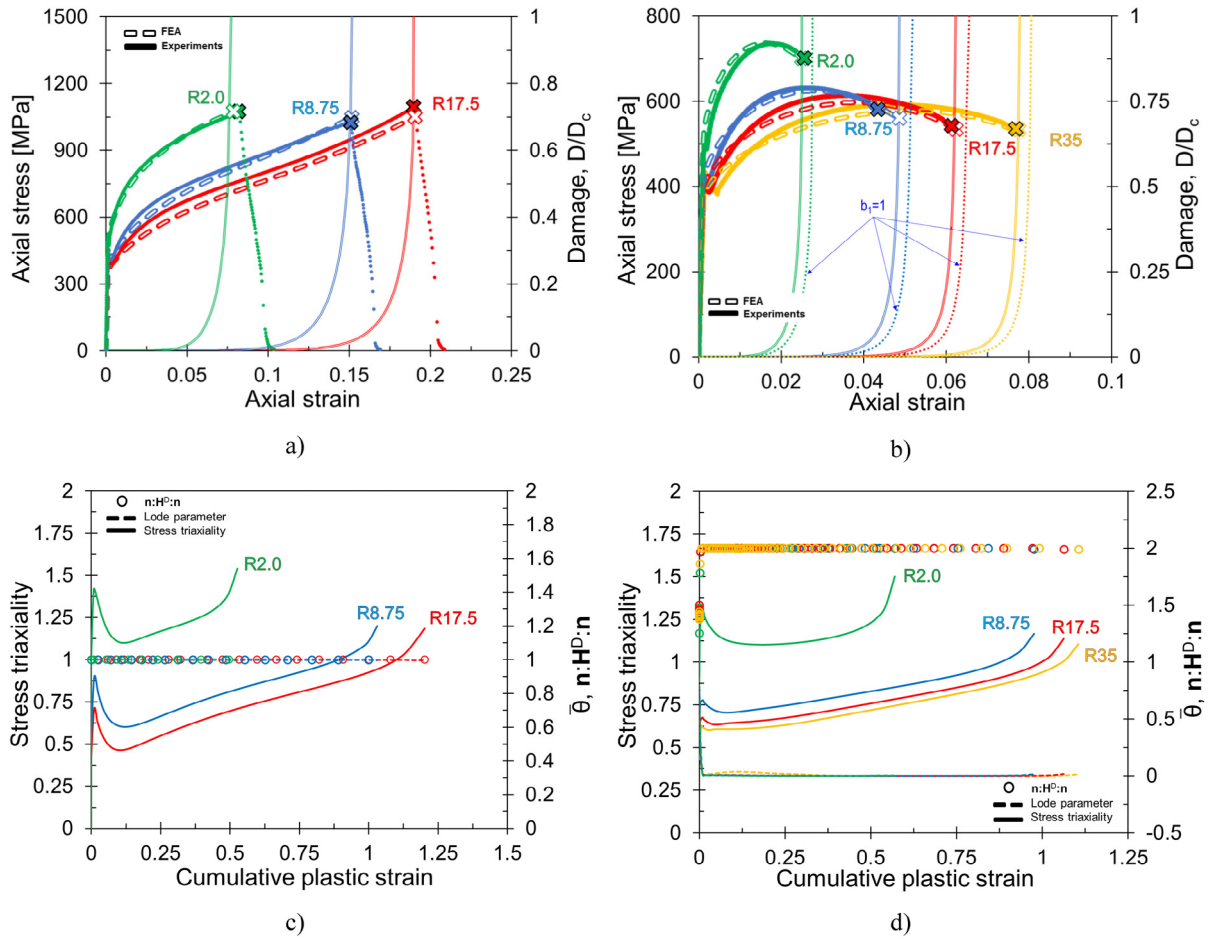 1500
1200
900
600
300
0
0
0.05
0.1
0.15
0.2
0.25
1
0.8
0.6
0.4
0.2
0
Axial stress [MPa]
Axial strain
Damage, D/Dc
FEA
Experiments
R2.0
R8.75
R17.5
a)
800
600
400
200
0
0
0.02
0.04
0.06
0.08
0.1
1
0.75
0.5
0.25
0
Axial stress [MPa]
Axial strain
Damage, D/Dc
R2.0
R8.75
R17.5
R35
b₁=1
FEA
Experiments
b)
2
1.75
1.5
1.25
1
0.75
0.5
0.25
0
0
0.25
0.5
0.75
1.0
1.25
1.5
2
1.8
1.6
1.4
1.2
1
0.8
0.6
0.4
0.2
0
Stress triaxiality
Cumulative plastic strain
θ̄, n:Hᴰ:n
n:Hᴰ:n
Lode parameter
Stress triaxiality
R2.0
R8.75
R17.5
c)
2
1.75
1.5
1.25
1
0.75
0.5
0.25
0
0
0.25
0.5
0.75
1
1.25
2.5
2
1.5
1
0.5
0
-0.5
Stress triaxiality
Cumulative plastic strain
θ̄, n:Hᴰ:n
R2.0
R8.75
R17.5
R35
n:Hᴰ:n
Lode parameter
Stress triaxiality
d)